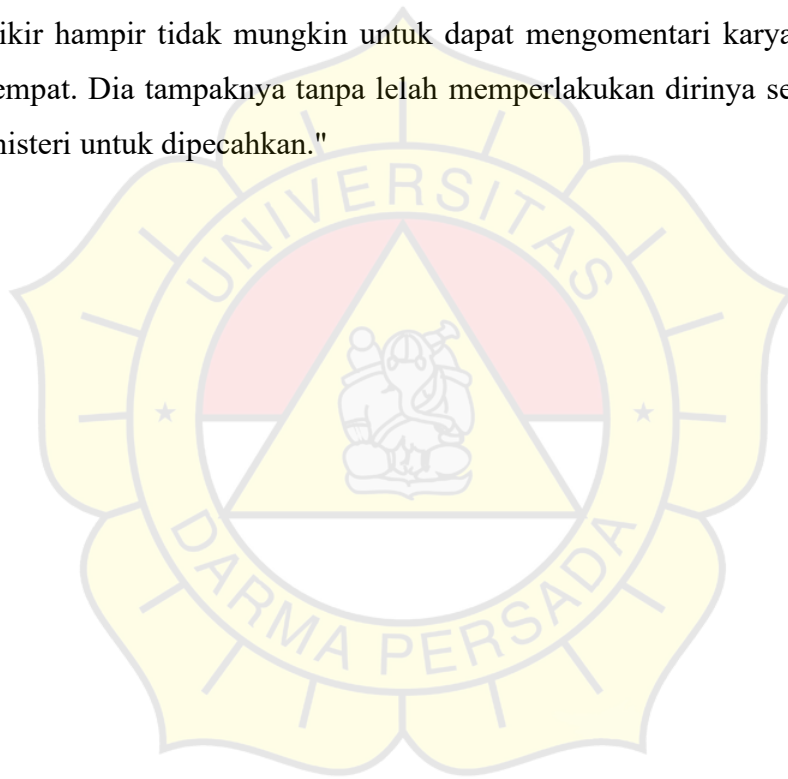 ikir hampir tidak mungkin untuk dapat mengomentari karya
empat. Dia tampaknya tanpa lelah memperlakukan dirinya se
misteri untuk dipecahkan."
UNIVERSITAS
DARMA PERSADA